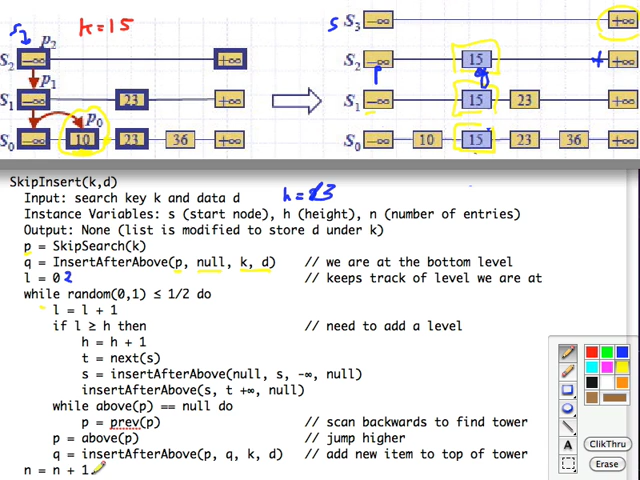 s k=15 S S₃ −∞ +∞
p₂
S₂ −∞ +∞ S₂ −∞ 15 +∞
p₁ p q
S₁ −∞ 23 +∞ S₁ −∞ 15 23 +∞
p₀
S₀ −∞ 10 23 36 +∞ S₀ −∞ 10 15 23 36 +∞
SkipInsert(k,d)
Input: search key k and data d h = 3
Instance Variables: s (start node), h (height), n (number of entries)
Output: None (list is modified to store d under k)
p = SkipSearch(k)
q = InsertAfterAbove(p, null, k, d) // we are at the bottom level
l = 0 2 // keeps track of level we are at
while random(0,1) ≤ 1/2 do
l = l + 1
if l ≥ h then // need to add a level
h = h + 1
t = next(s)
s = insertAfterAbove(null, s, -∞, null)
insertAfterAbove(s, t +∞, null)
while above(p) == null do
p = prev(p) // scan backwards to find tower
p = above(p) // jump higher
q = insertAfterAbove(p, q, k, d) // add new item to top of tower
n = n + 1
A
ClikThru
Erase